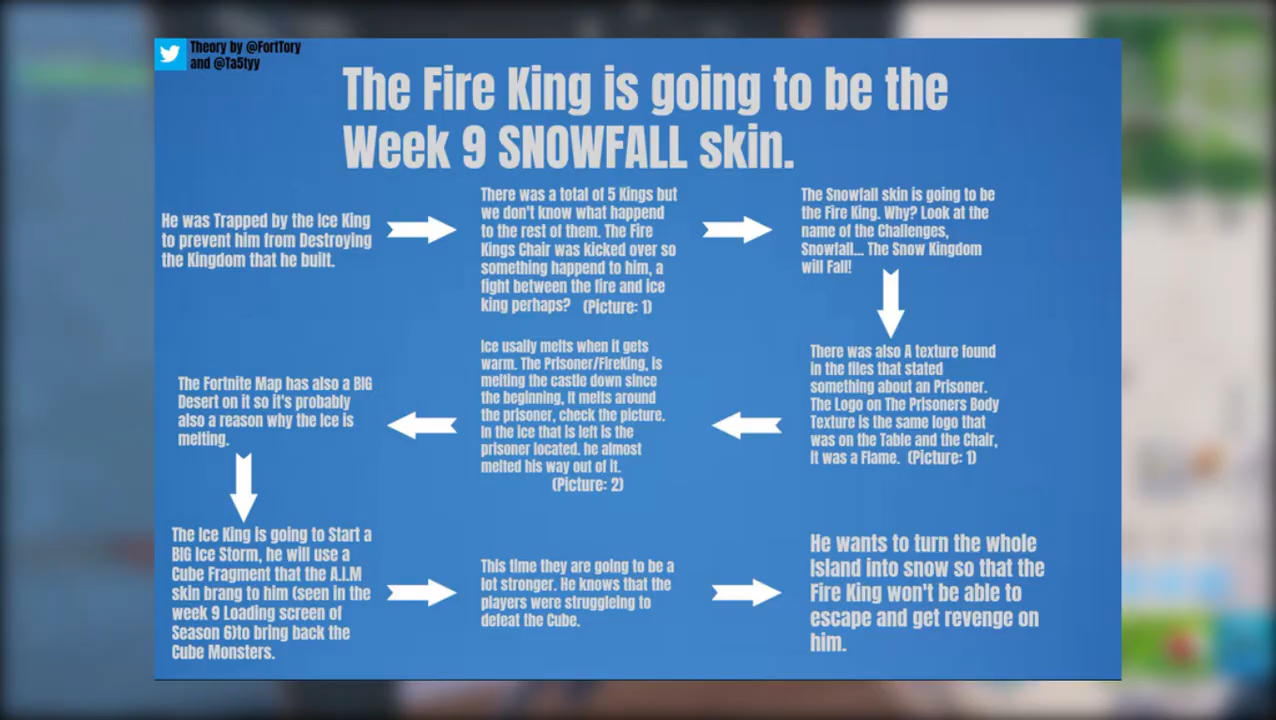 Theory by @FortTory
and @Ta5tyy
The Fire King is going to be the
Week 9 SNOWFALL skin.
He was Trapped by the Ice King
to prevent him from Destroying
the Kingdom that he built.
There was a total of 5 Kings but
we don't know what happend
to the rest of them. The Fire
Kings Chair was kicked over so
something happend to him, a
fight between the fire and ice
king perhaps? (Picture: 1)
The Snowfall skin is going to be
the Fire King. Why? Look at the
name of the Challenges,
Snowfall... The Snow Kingdom
will Fall!
There was also A texture found
in the files that stated
something about an Prisoner.
The Logo on The Prisoners Body
Texture is the same logo that
was on the Table and the Chair,
It was a Flame. (Picture: 1)
Ice usally melts when it gets
warm. The Prisoner/FireKing, is
melting the castle down since
the beginning, it melts around
the prisoner, check the picture.
In the ice that is left is the
prisoner located. he almost
melted his way out of it.
(Picture: 2)
The Fortnite Map has also a BIG
Desert on it so it's probably
also a reason why the Ice is
melting.
The Ice King is going to Start a
BIG Ice Storm, he will use a
Cube Fragment that the A.I.M
skin brang to him (seen in the
week 9 Loading screen of
Season 6)to bring back the
Cube Monsters.
This time they are going to be a
lot stronger. He knows that the
players were struggleing to
defeat the Cube.
He wants to turn the whole
Island into snow so that the
Fire King won't be able to
escape and get revenge on
him.